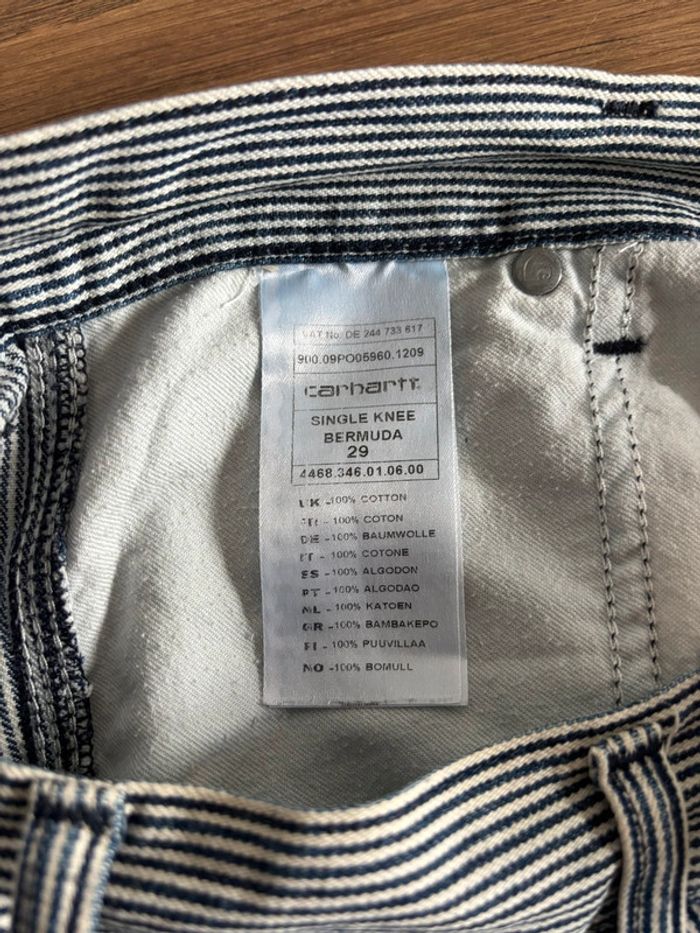 VAT No: DE 244 733 617
900.09PO05960.1209
carhartt
SINGLE KNEE
BERMUDA
29
4468.346.01.06.00
UK -100% COTTON
FR - 100% COTON
DE -100% BAUMWOLLE
IT - 100% COTONE
ES -100% ALGODON
PT - 100% ALGODAO
NL - 100% KATOEN
GR -100% BAMBAKEPO
FI - 100% PUUVILLAA
NO -100% BOMULL